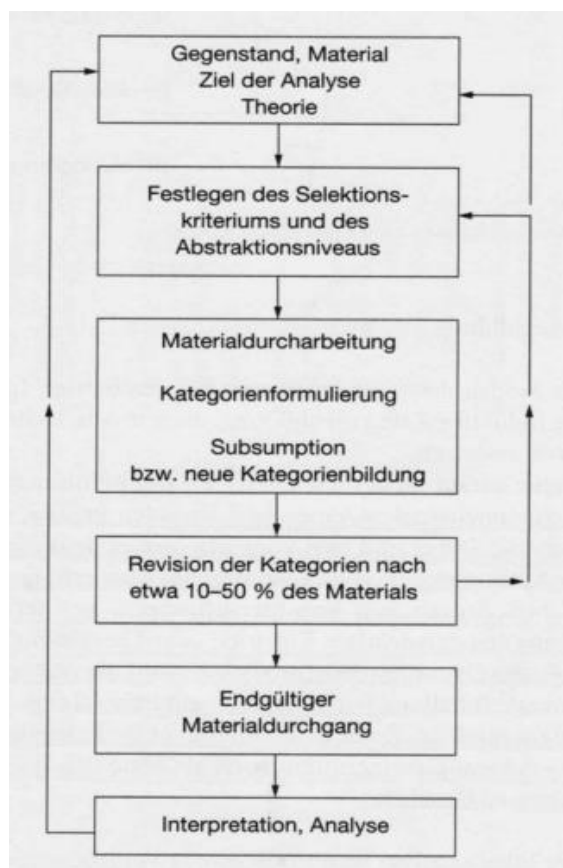 Gegenstand, Material
Ziel der Analyse
Theorie
Festlegen des Selektions-
kriteriums und des
Abstraktionsniveaus
Materialdurcharbeitung
Kategorienformulierung
Subsumption
bzw. neue Kategorienbildung
Revision der Kategorien nach
etwa 10–50 % des Materials
Endgültiger
Materialdurchgang
Interpretation, Analyse